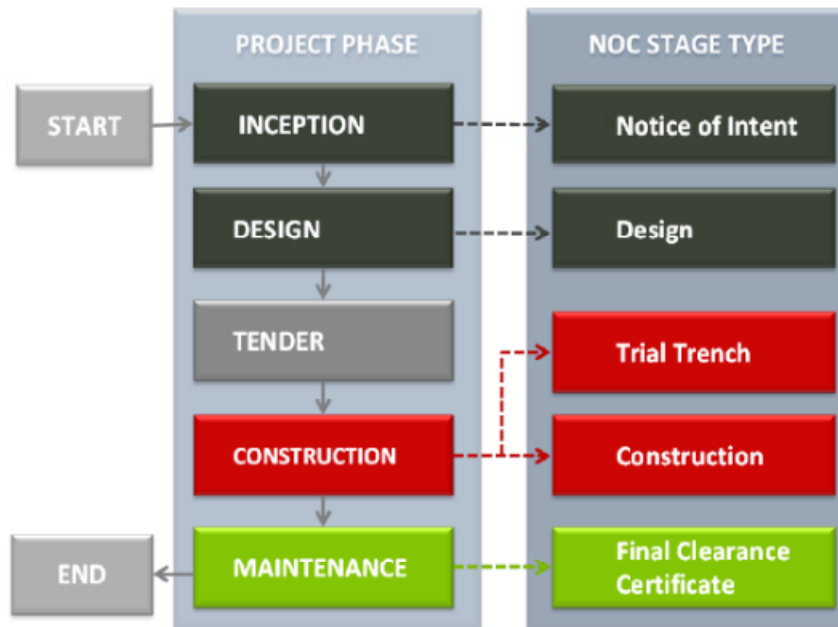 PROJECT PHASE
NOC STAGE TYPE
START
INCEPTION
Notice of Intent
DESIGN
Design
TENDER
Trial Trench
CONSTRUCTION
Construction
END
MAINTENANCE
Final Clearance
Certificate